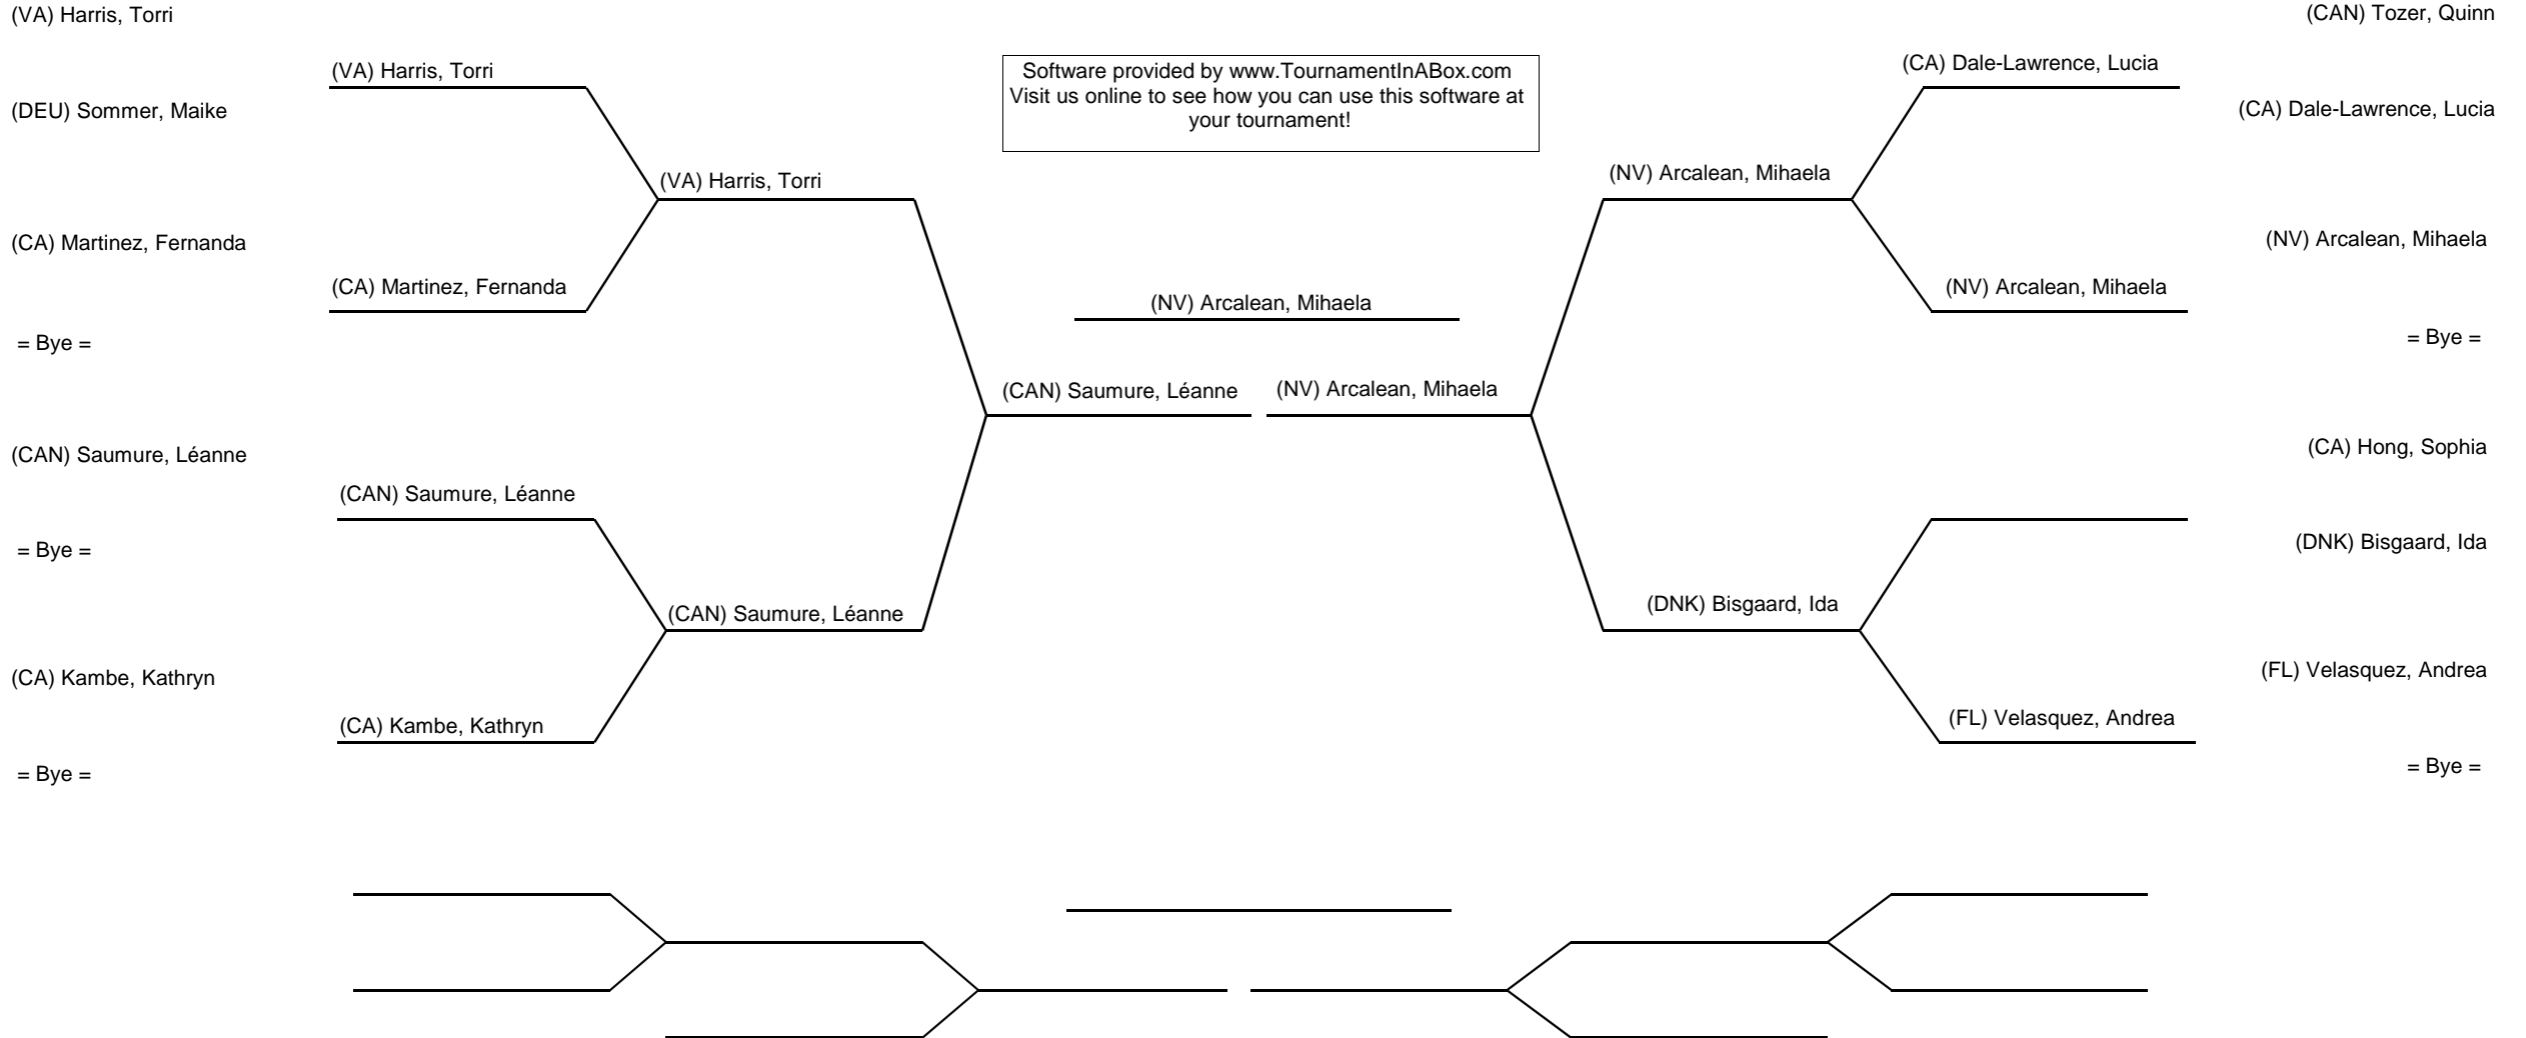 (VA) Harris, Torri
(CAN) Tozer, Quinn
(VA) Harris, Torri
Software provided by www.TournamentInABox.com
Visit us online to see how you can use this software at
your tournament!
(CA) Dale-Lawrence, Lucia
(DEU) Sommer, Maike
(CA) Dale-Lawrence, Lucia
(VA) Harris, Torri
(NV) Arcalean, Mihaela
(CA) Martinez, Fernanda
(NV) Arcalean, Mihaela
(CA) Martinez, Fernanda
(NV) Arcalean, Mihaela
(NV) Arcalean, Mihaela
= Bye =
= Bye =
(CAN) Saumure, Léanne
(NV) Arcalean, Mihaela
(CAN) Saumure, Léanne
(CA) Hong, Sophia
(CAN) Saumure, Léanne
= Bye =
(DNK) Bisgaard, Ida
(CAN) Saumure, Léanne
(DNK) Bisgaard, Ida
(CA) Kambe, Kathryn
(FL) Velasquez, Andrea
(CA) Kambe, Kathryn
(FL) Velasquez, Andrea
= Bye =
= Bye =